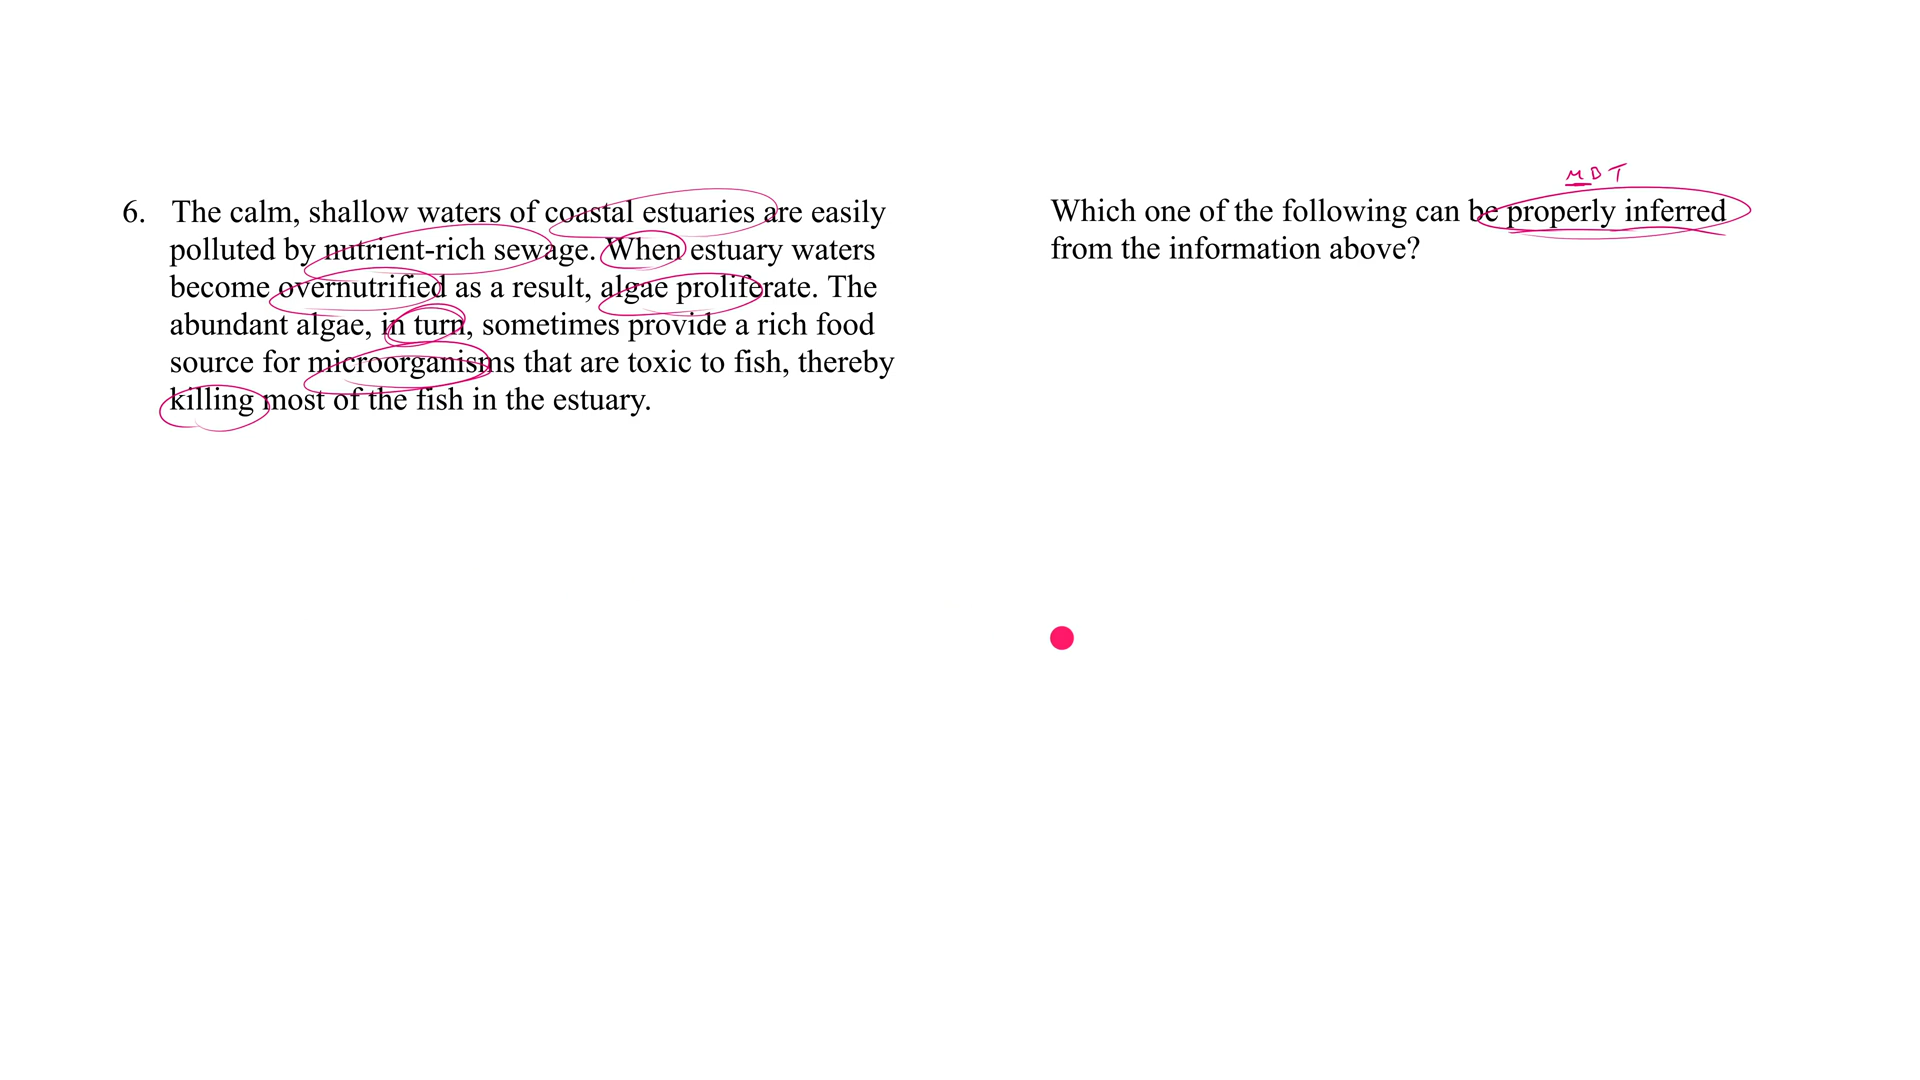 6. The calm, shallow waters of coastal estuaries are easily
polluted by nutrient-rich sewage. When estuary waters
become overnutrified as a result, algae proliferate. The
abundant algae, in turn, sometimes provide a rich food
source for microorganisms that are toxic to fish, thereby
killing most of the fish in the estuary.
MBT
Which one of the following can be properly inferred
from the information above?